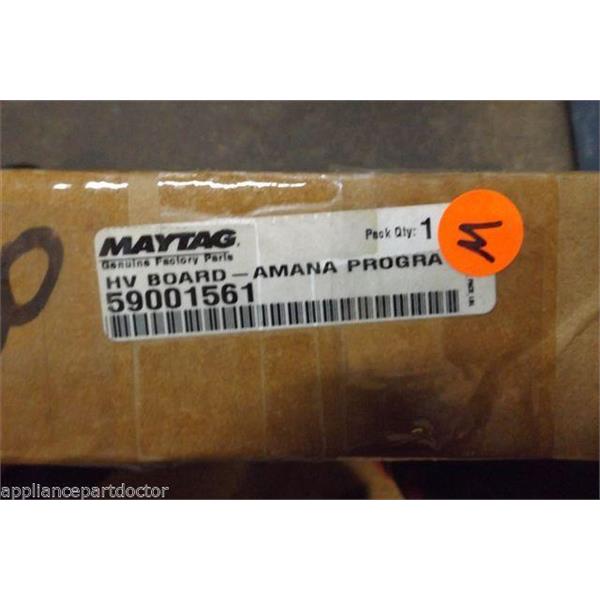 MAYTAG.
Genuine Factory Parts
Pack Qty: 1
HV BOARD-AMANA PROGRA
59001561
M
appliancepartdoctor